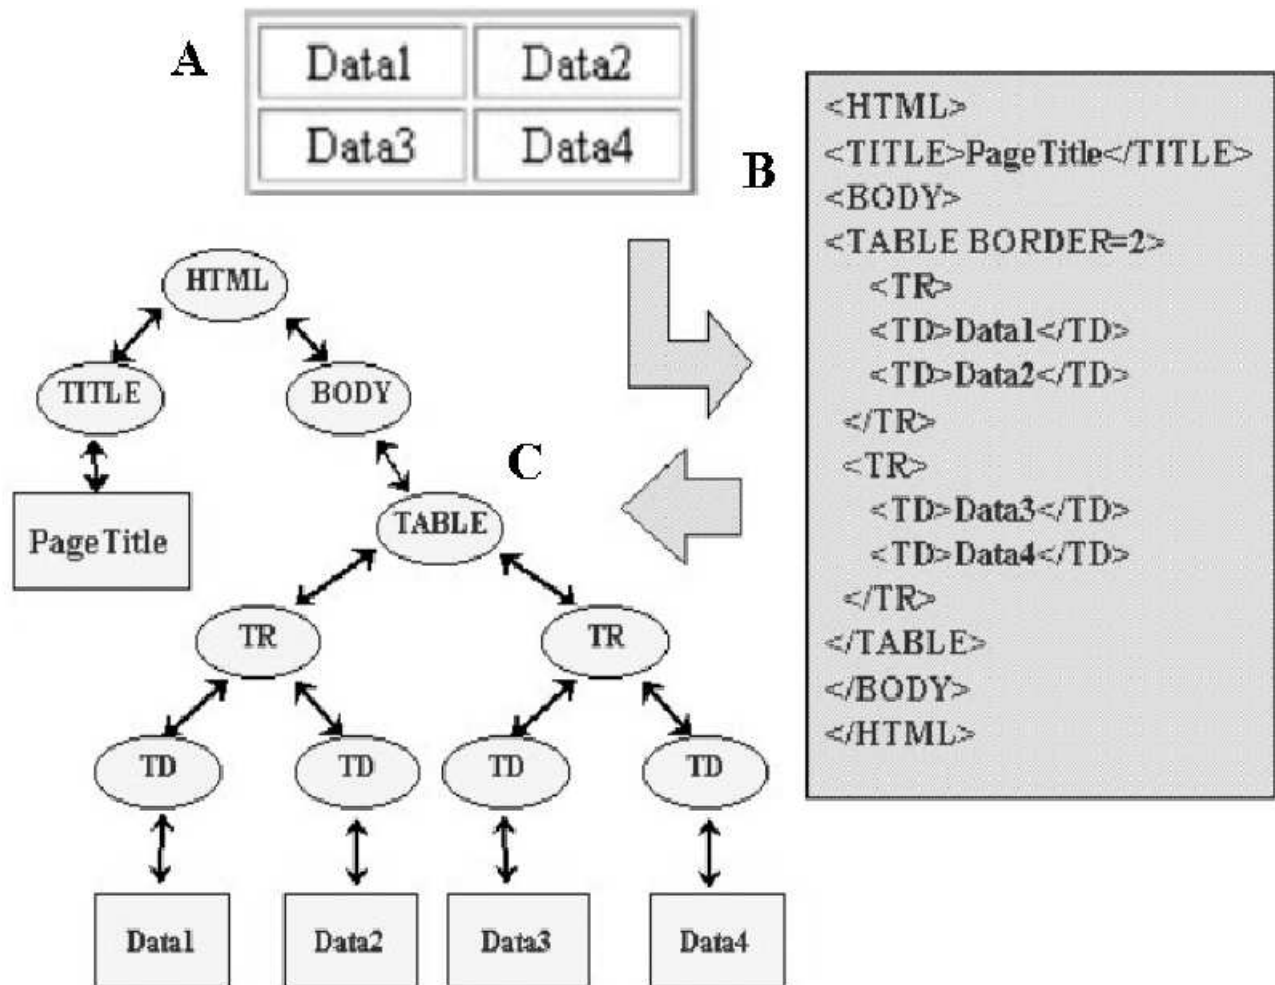 A
Data1 Data2
Data3 Data4
B
<HTML>
<TITLE>PageTitle</TITLE>
<BODY>
<TABLE BORDER=2>
<TR>
<TD>Data1</TD>
<TD>Data2</TD>
</TR>
<TR>
<TD>Data3</TD>
<TD>Data4</TD>
</TR>
</TABLE>
</BODY>
</HTML>
C
HTML
TITLE BODY
PageTitle TABLE
TR TR
TD TD TD TD
Data1 Data2 Data3 Data4